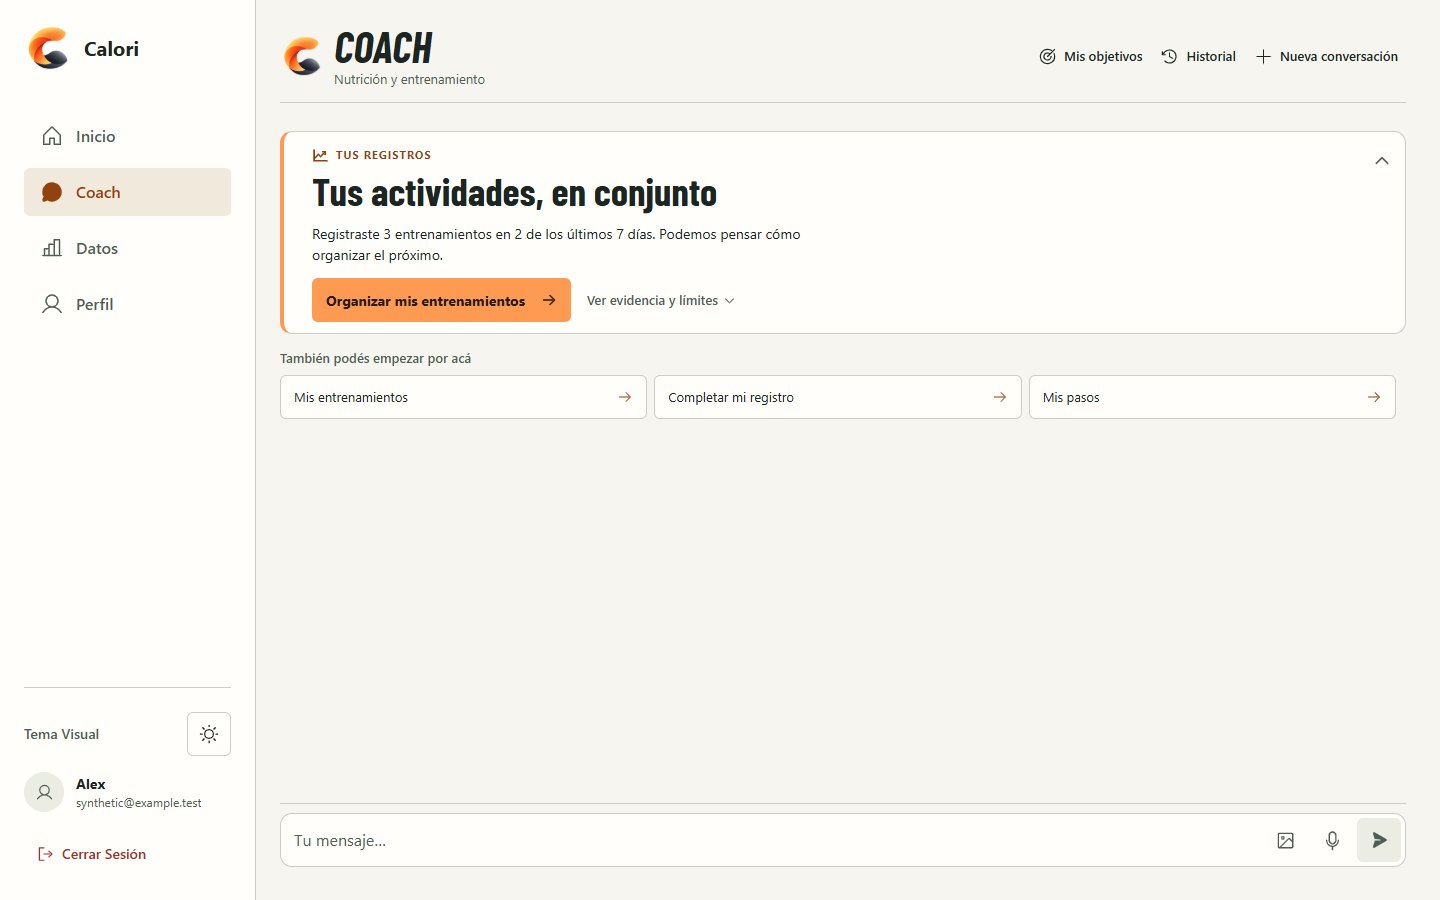 Calori
Inicio
Coach
Datos
Perfil
Tema Visual
Alex
synthetic@example.test
Cerrar Sesión
COACH
Nutrición y entrenamiento
Mis objetivos
Historial
Nueva conversación
TUS REGISTROS
Tus actividades, en conjunto
Registraste 3 entrenamientos en 2 de los últimos 7 días. Podemos pensar cómo
organizar el próximo.
Organizar mis entrenamientos
Ver evidencia y límites
También podés empezar por acá
Mis entrenamientos
Completar mi registro
Mis pasos
Tu mensaje...